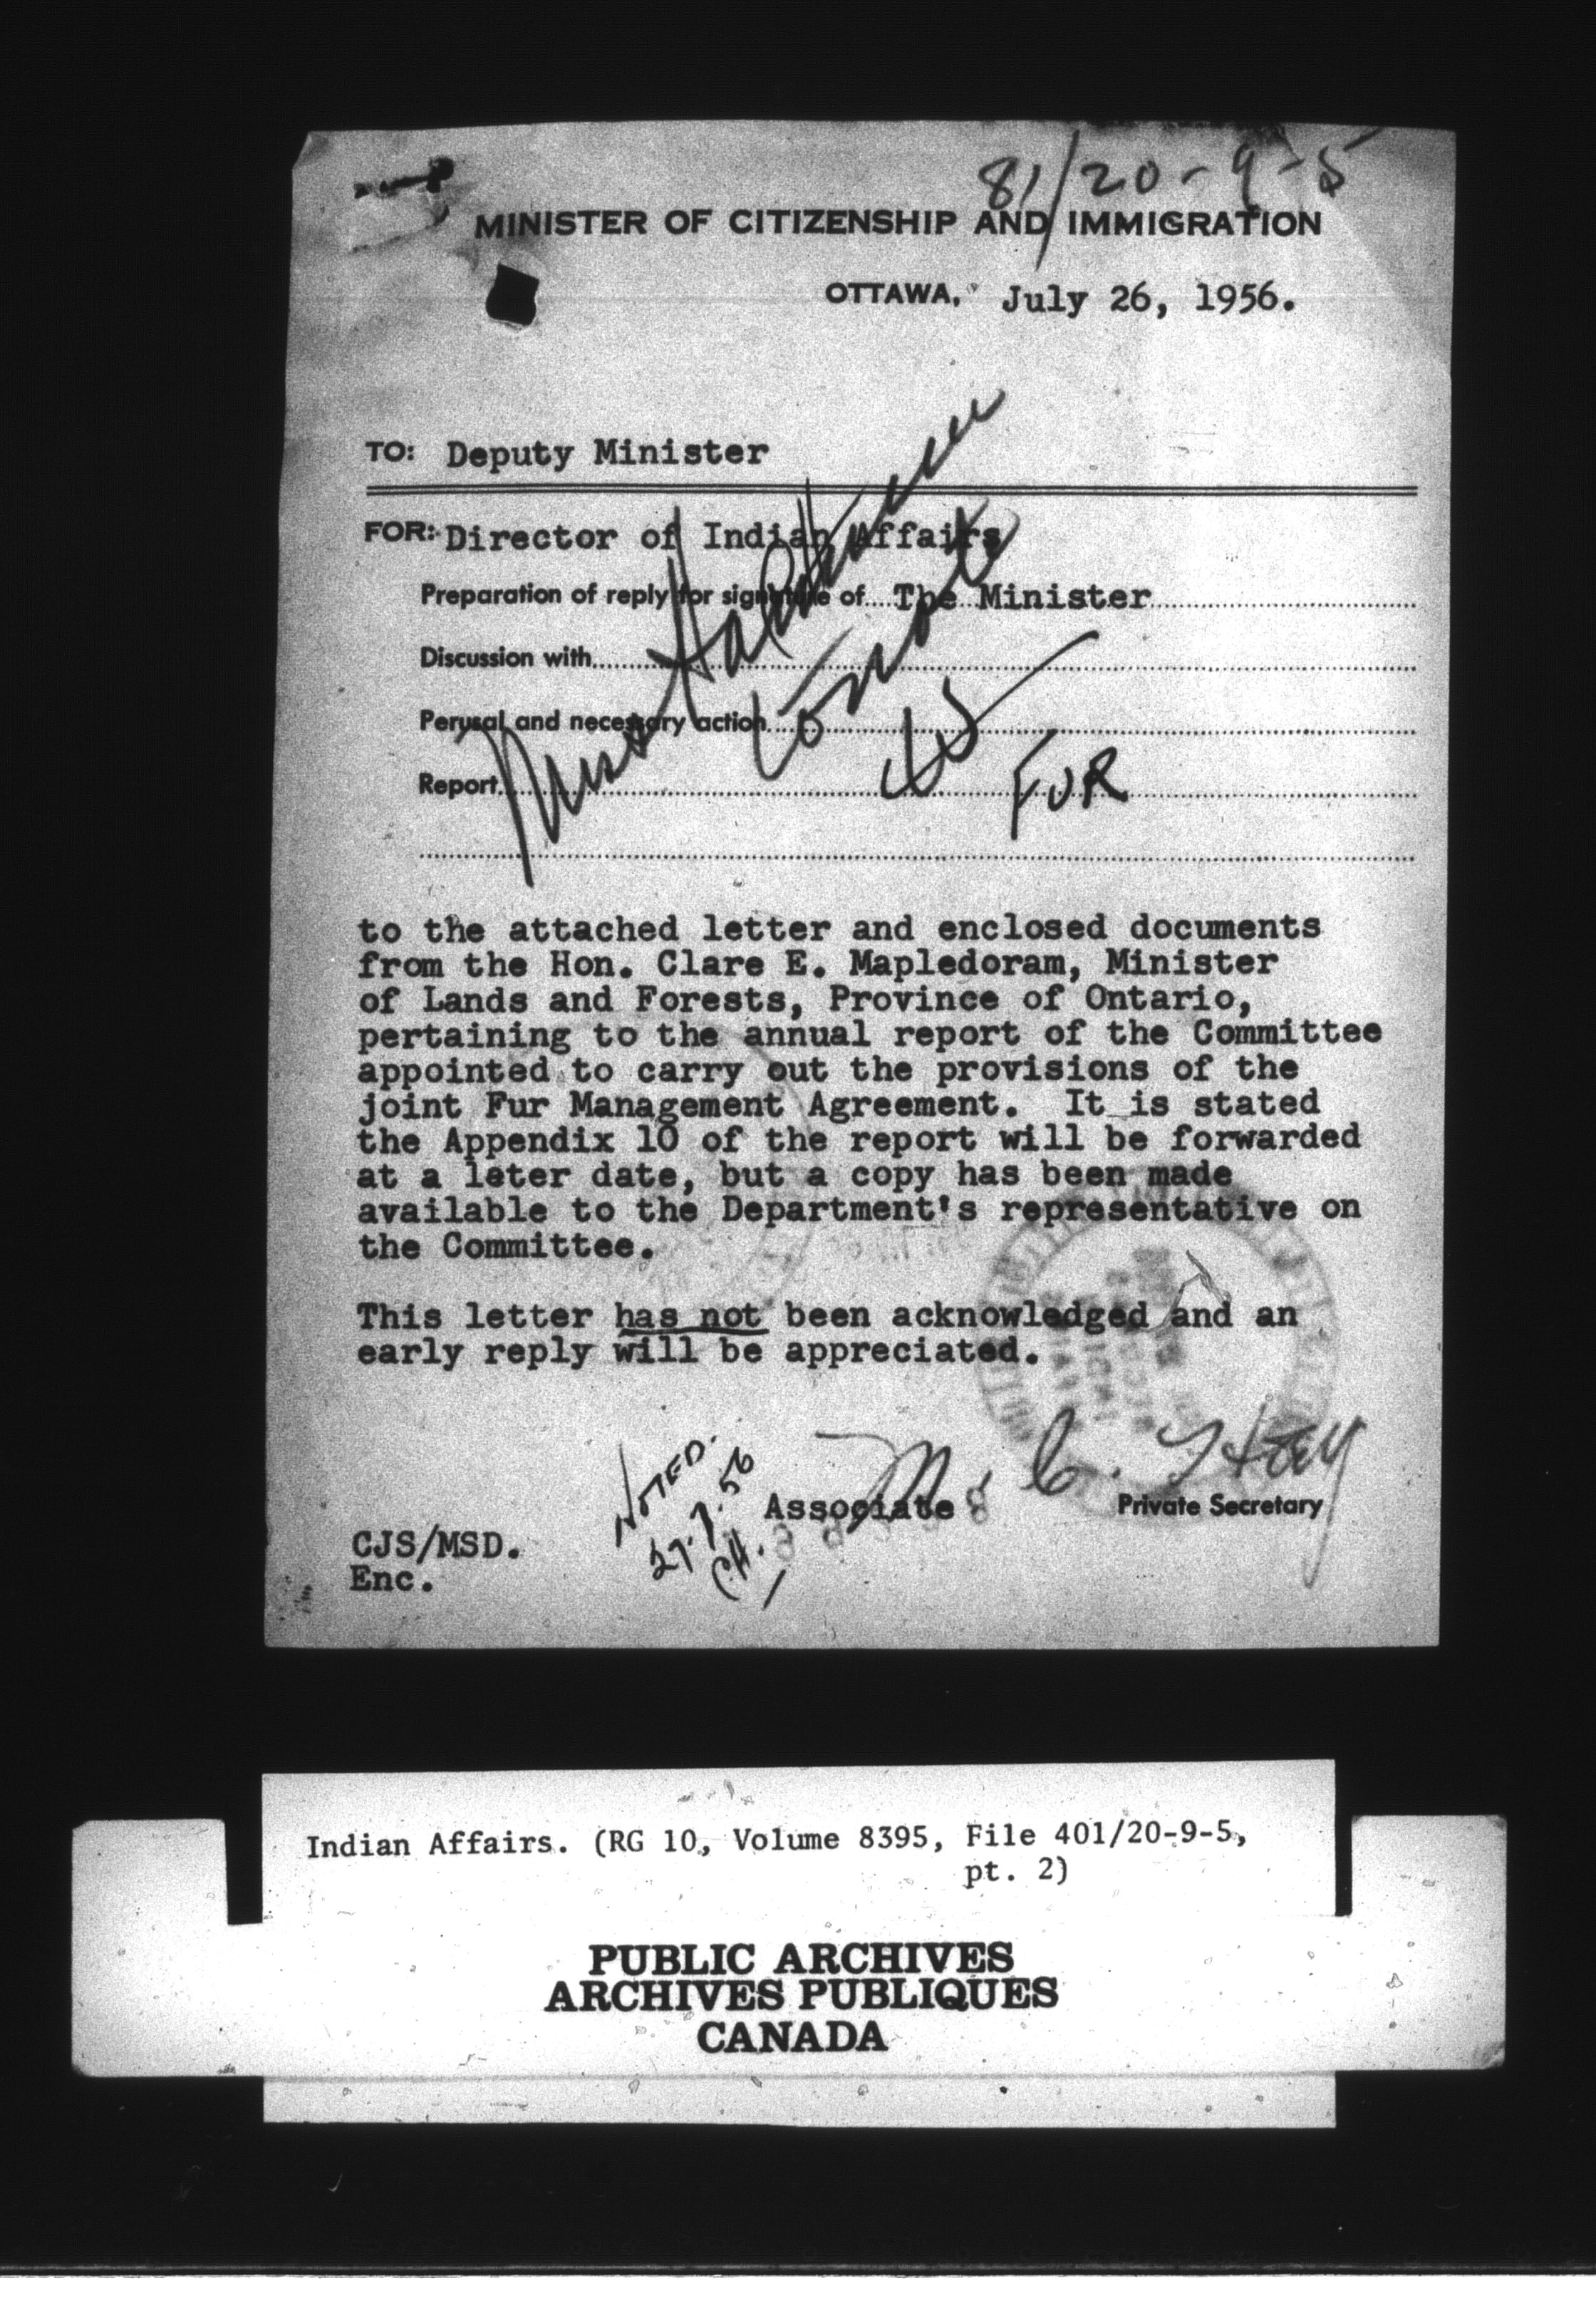 81/20-9-5
MINISTER OF CITIZENSHIP AND IMMIGRATION
OTTAWA, July 26, 1956.
TO: Deputy Minister
FOR: Director of Indian Affairs
Preparation of reply for signature of The Minister
Discussion with
Perusal and necessary action
Report
FUR
to the attached letter and enclosed documents
from the Hon. Clare E. Mapledoram, Minister
of Lands and Forests, Province of Ontario,
pertaining to the annual report of the Committee
appointed to carry out the provisions of the
joint Fur Management Agreement. It is stated
the Appendix 10 of the report will be forwarded
at a later date, but a copy has been made
available to the Department's representative on
the Committee.
This letter has not been acknowledged and an
early reply will be appreciated.
NOTED.
27.7.56
C.H.
Associate Private Secretary
CJS/MSD.
Enc.
Indian Affairs. (RG 10, Volume 8395, File 401/20-9-5,
pt. 2)
PUBLIC ARCHIVES
ARCHIVES PUBLIQUES
CANADA